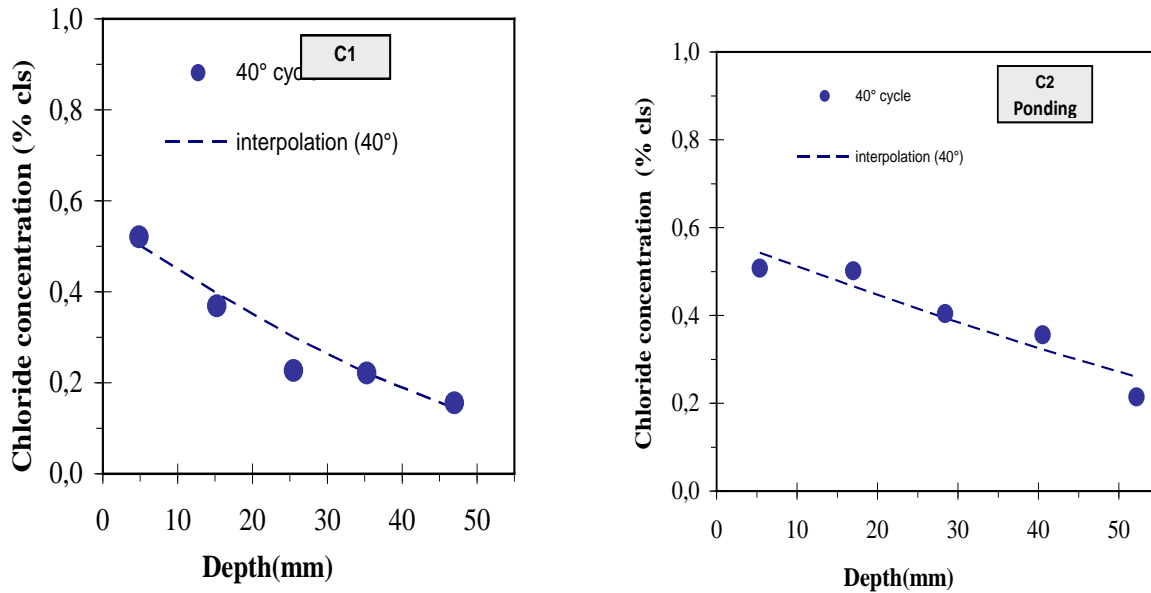 Chloride concentration (% cls)
1,0
0,8
0,6
0,4
0,2
0,0
C1
40° cycle
interpolation (40°)
0 10 20 30 40 50
Depth(mm)
Chloride concentration (% cls)
1,0
0,8
0,6
0,4
0,2
0,0
C2
Ponding
40° cycle
interpolation (40°)
0 10 20 30 40 50
Depth(mm)